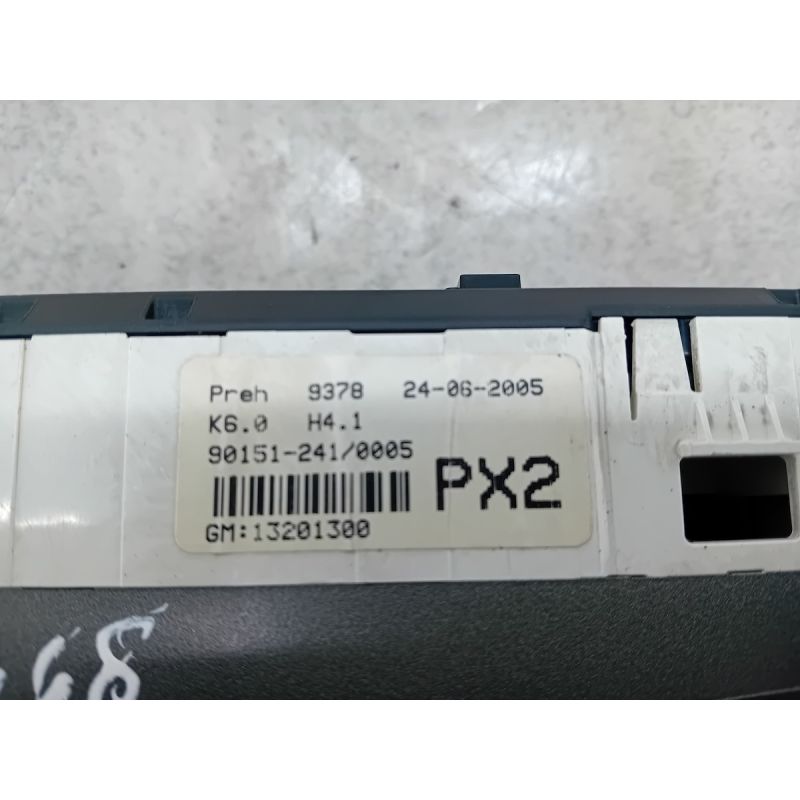 Preh 9378 24-06-2005
K6.0 H4.1
90151-241/0005
PX2
GM:13201300